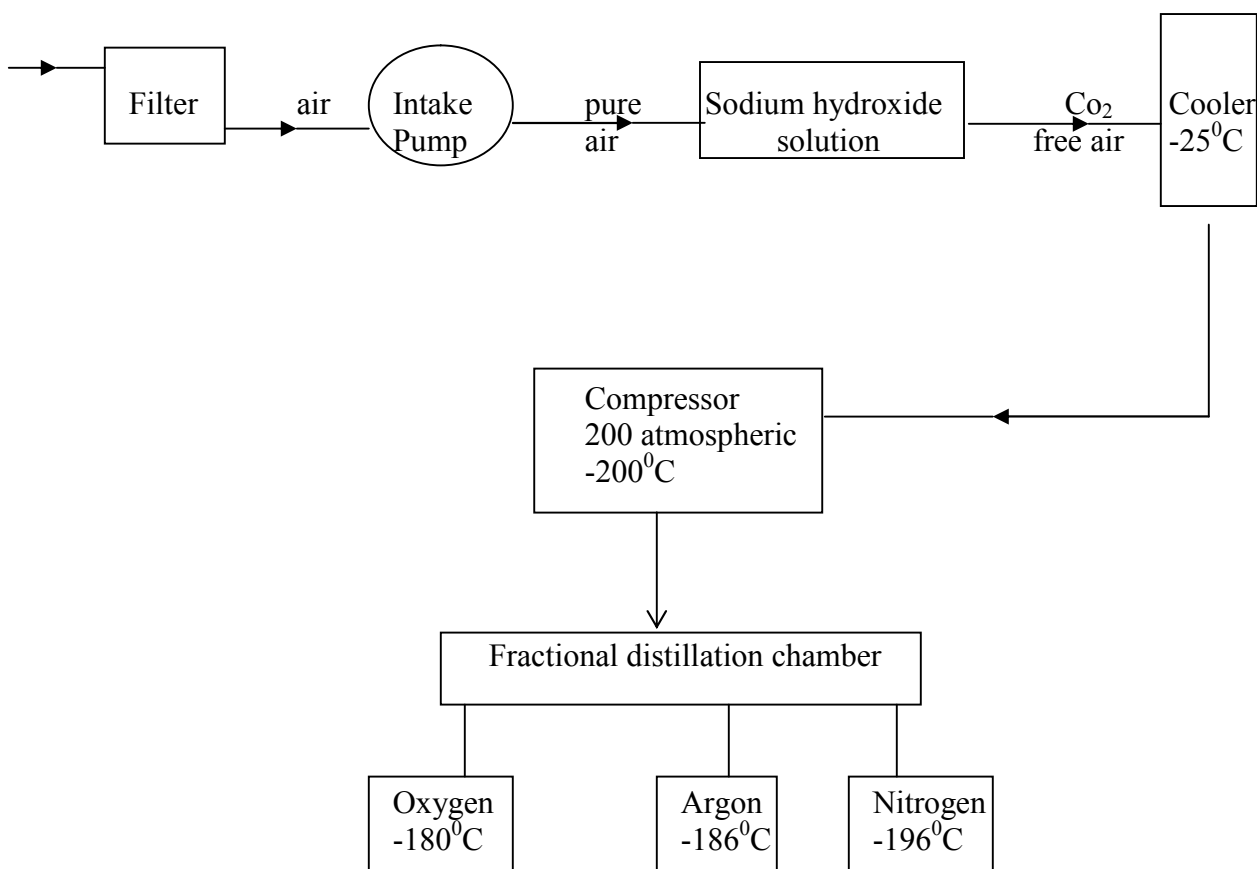 Filter
air
Intake
Pump
pure
air
Sodium hydroxide
solution
Co₂
free air
Cooler
-25⁰C
Compressor
200 atmospheric
-200⁰C
Fractional distillation chamber
Oxygen
-180⁰C
Argon
-186⁰C
Nitrogen
-196⁰C